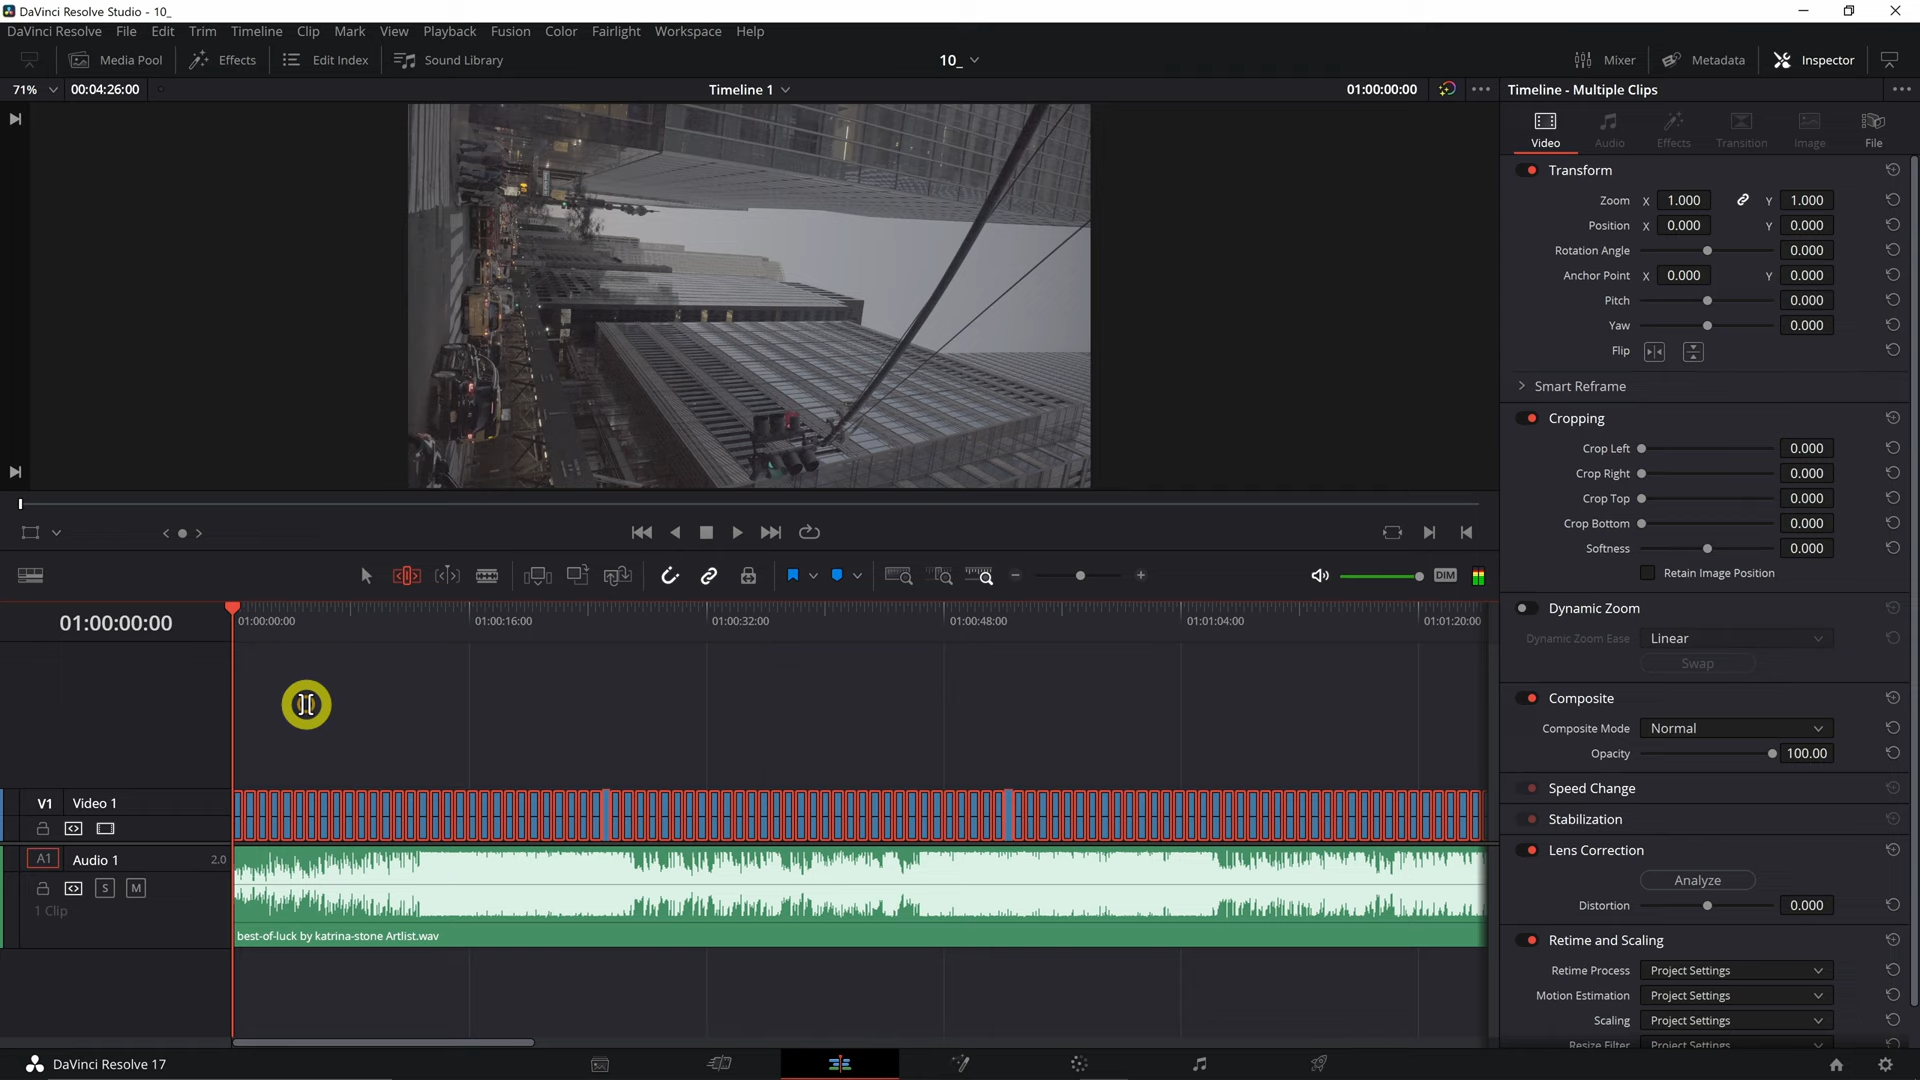 DaVinci Resolve Studio - 10_
DaVinci Resolve File Edit Trim Timeline Clip Mark View Playback Fusion Color Fairlight Workspace Help
Media Pool Effects Edit Index Sound Library 10_ Mixer Metadata Inspector
71% 00:04:26:00 Timeline 1 01:00:00:00 Timeline - Multiple Clips
Video Audio Effects Transition Image File
Transform
Zoom X 1.000 Y 1.000
Position X 0.000 Y 0.000
Rotation Angle 0.000
Anchor Point X 0.000 Y 0.000
Pitch 0.000
Yaw 0.000
Flip
Smart Reframe
Cropping
Crop Left 0.000
Crop Right 0.000
Crop Top 0.000
Crop Bottom 0.000
Softness 0.000
Retain Image Position
Dynamic Zoom
Dynamic Zoom Ease Linear
Swap
Composite
Composite Mode Normal
Opacity 100.00
Speed Change
Stabilization
Lens Correction
Analyze
Distortion 0.000
Retime and Scaling
Retime Process Project Settings
Motion Estimation Project Settings
Scaling Project Settings
Resize Filter Project Settings
DIM
01:00:00:00 01:00:00:00 01:00:16:00 01:00:32:00 01:00:48:00 01:01:04:00 01:01:20:00
V1 Video 1
A1 Audio 1 2.0
S M
1 Clip
best-of-luck by katrina-stone Artlist.wav
DaVinci Resolve 17